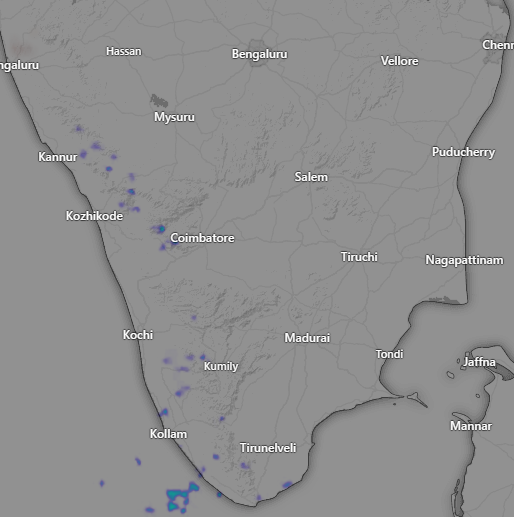 Hassan
Bengaluru
Chenn
Vellore
ngaluru
Mysuru
Puducherry
Kannur
Salem
Kozhikode
Coimbatore
Tiruchi
Nagapattinam
Kochi
Madurai
Tondi
Jaffna
Kumily
Mannar
Kollam
Tirunelveli